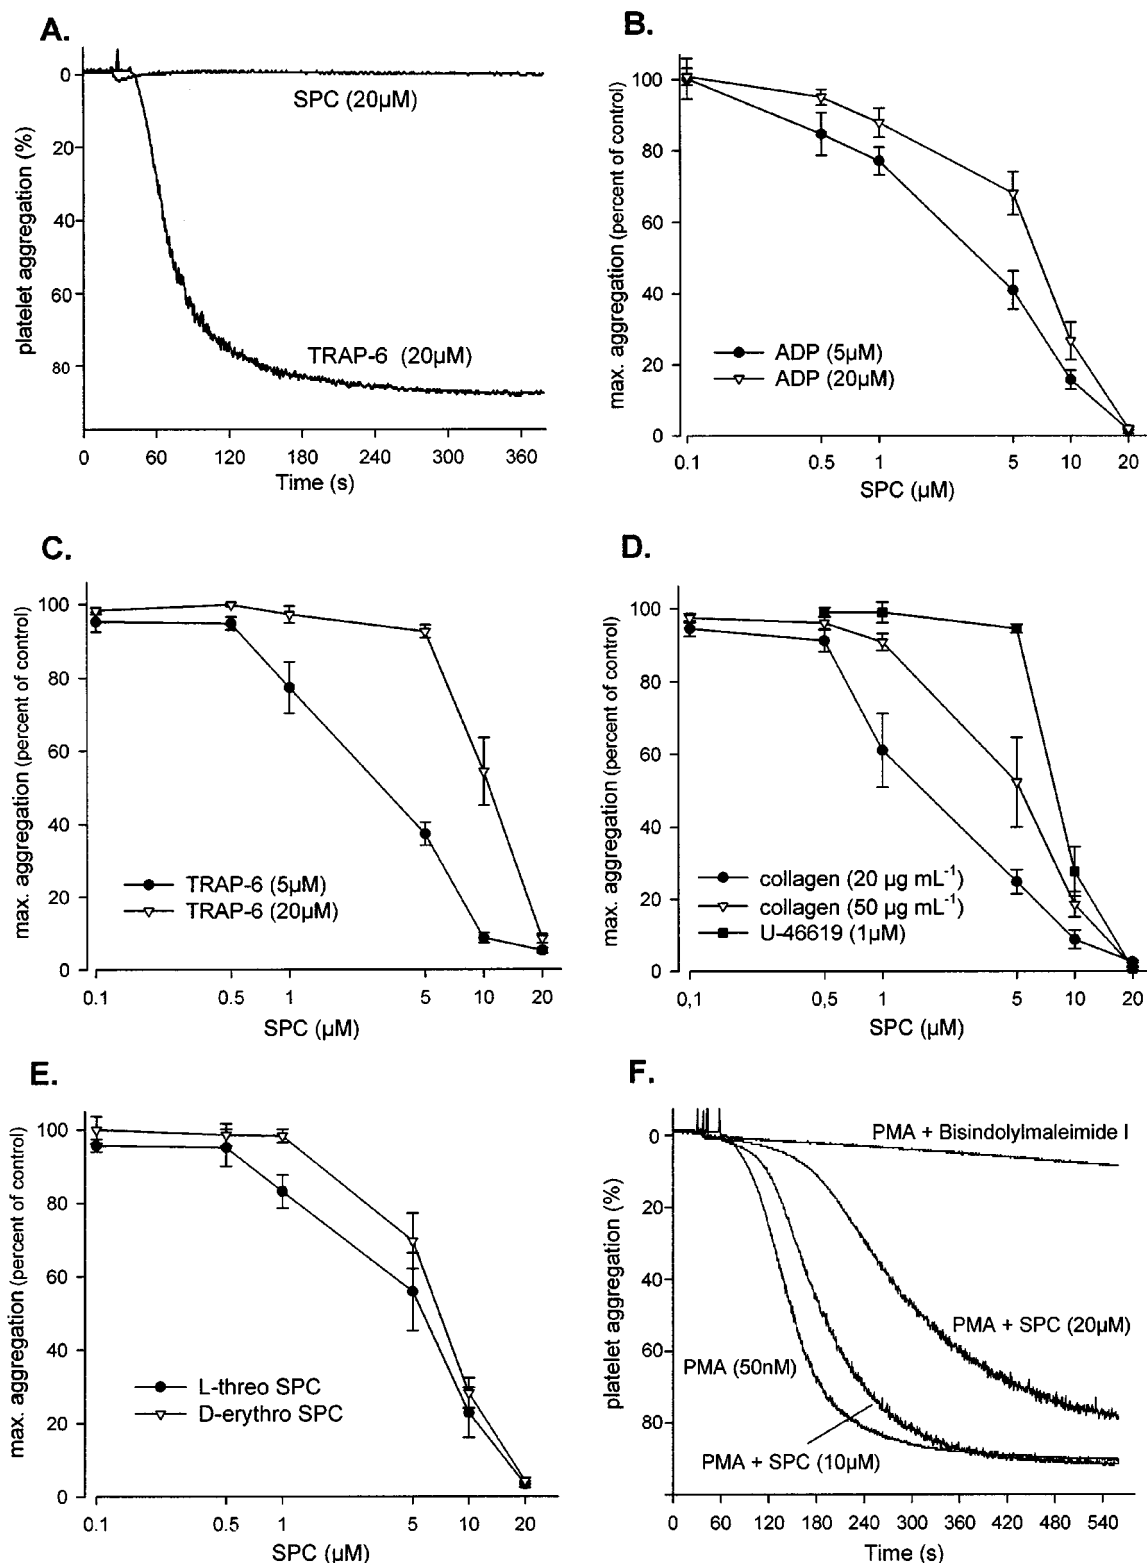 A.
platelet aggregation (%)
0
20
40
60
80
SPC (20µM)
TRAP-6 (20µM)
0 60 120 180 240 300 360
Time (s)
B.
max. aggregation (percent of control)
100
80
60
40
20
0
ADP (5µM)
ADP (20µM)
0.1 0.5 1 5 10 20
SPC (µM)
C.
max. aggregation (percent of control)
100
80
60
40
20
0
TRAP-6 (5µM)
TRAP-6 (20µM)
0.1 0.5 1 5 10 20
SPC (µM)
D.
max. aggregation (percent of control)
100
80
60
40
20
0
collagen (20 µg mL⁻¹)
collagen (50 µg mL⁻¹)
U-46619 (1µM)
0,1 0,5 1 5 10 20
SPC (µM)
E.
max. aggregation (percent of control)
100
80
60
40
20
0
L-threo SPC
D-erythro SPC
0.1 0.5 1 5 10 20
SPC (µM)
F.
platelet aggregation (%)
0
20
40
60
80
PMA + Bisindolylmaleimide I
PMA + SPC (20µM)
PMA (50nM)
PMA + SPC (10µM)
0 60 120 180 240 300 360 420 480 540
Time (s)